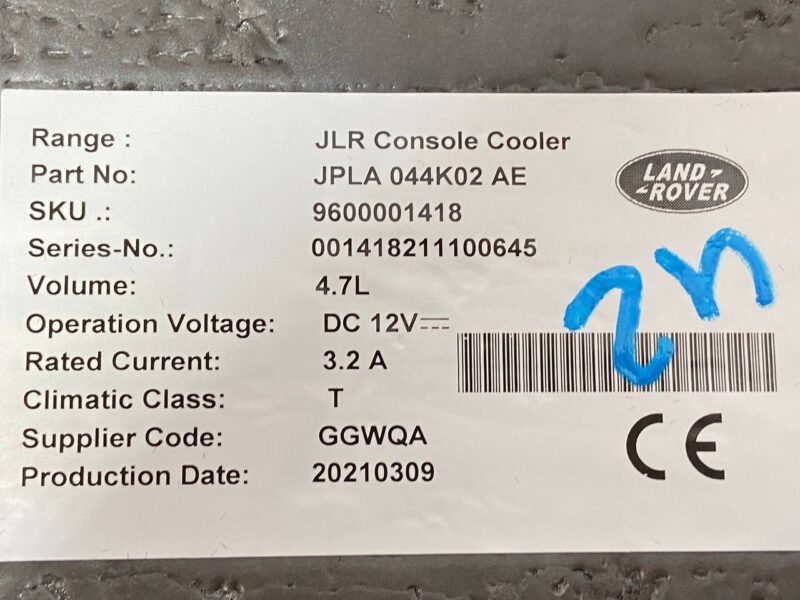 Range : JLR Console Cooler
Part No: JPLA 044K02 AE
SKU .: 9600001418
Series-No.: 001418211100645
Volume: 4.7L
Operation Voltage: DC 12V⎓
Rated Current: 3.2 A
Climatic Class: T
Supplier Code: GGWQA
Production Date: 20210309
LAND-
-ROVER
CE